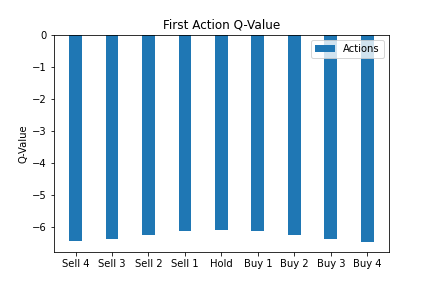 First Action Q-Value
Actions
Q-Value
0
−1
−2
−3
−4
−5
−6
Sell 4 Sell 3 Sell 2 Sell 1 Hold Buy 1 Buy 2 Buy 3 Buy 4